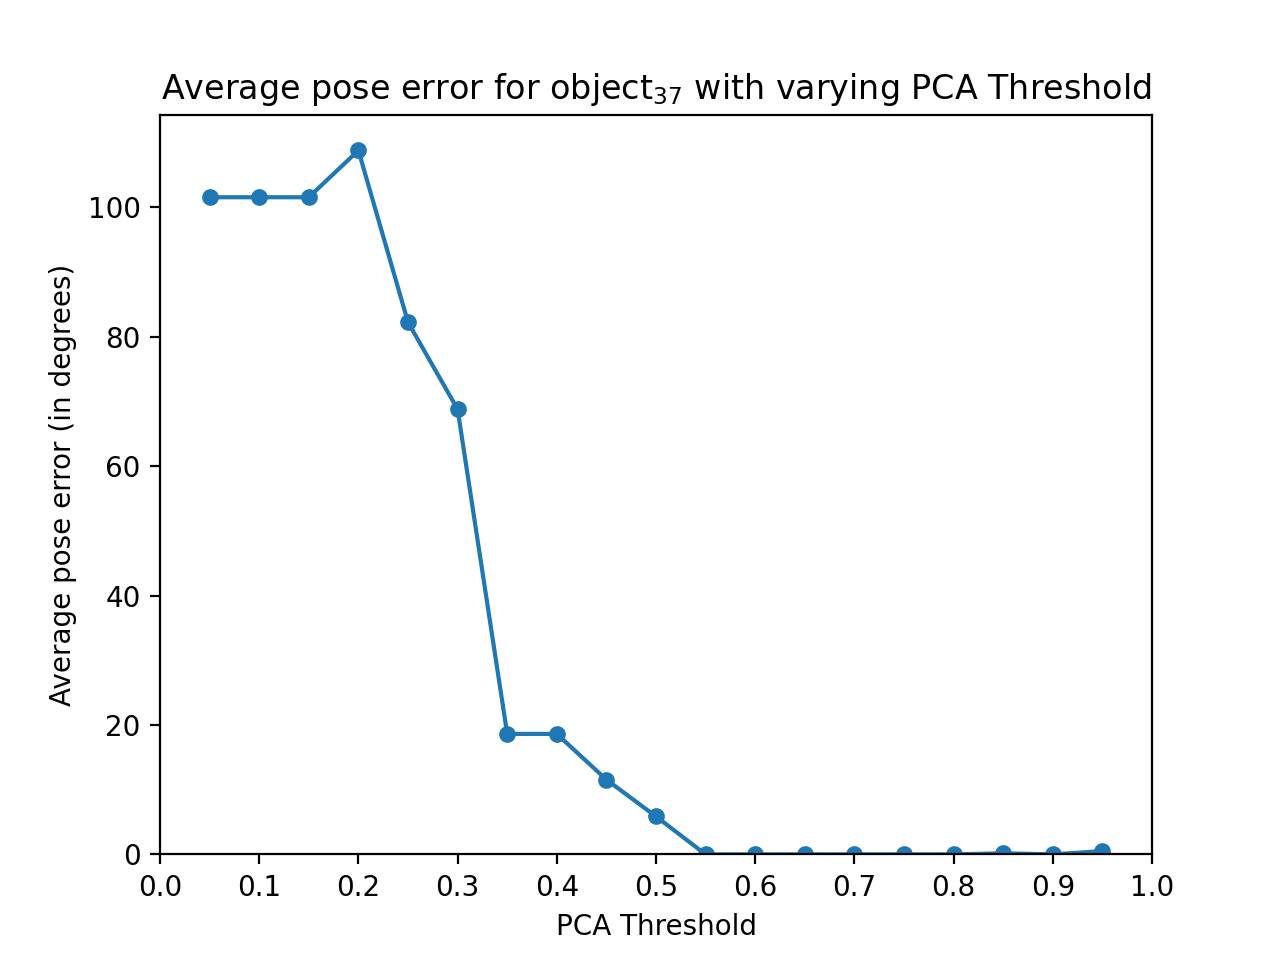 Average pose error for object₃₇ with varying PCA Threshold
Average pose error (in degrees)
100
80
60
40
20
0
0.0 0.1 0.2 0.3 0.4 0.5 0.6 0.7 0.8 0.9 1.0
PCA Threshold